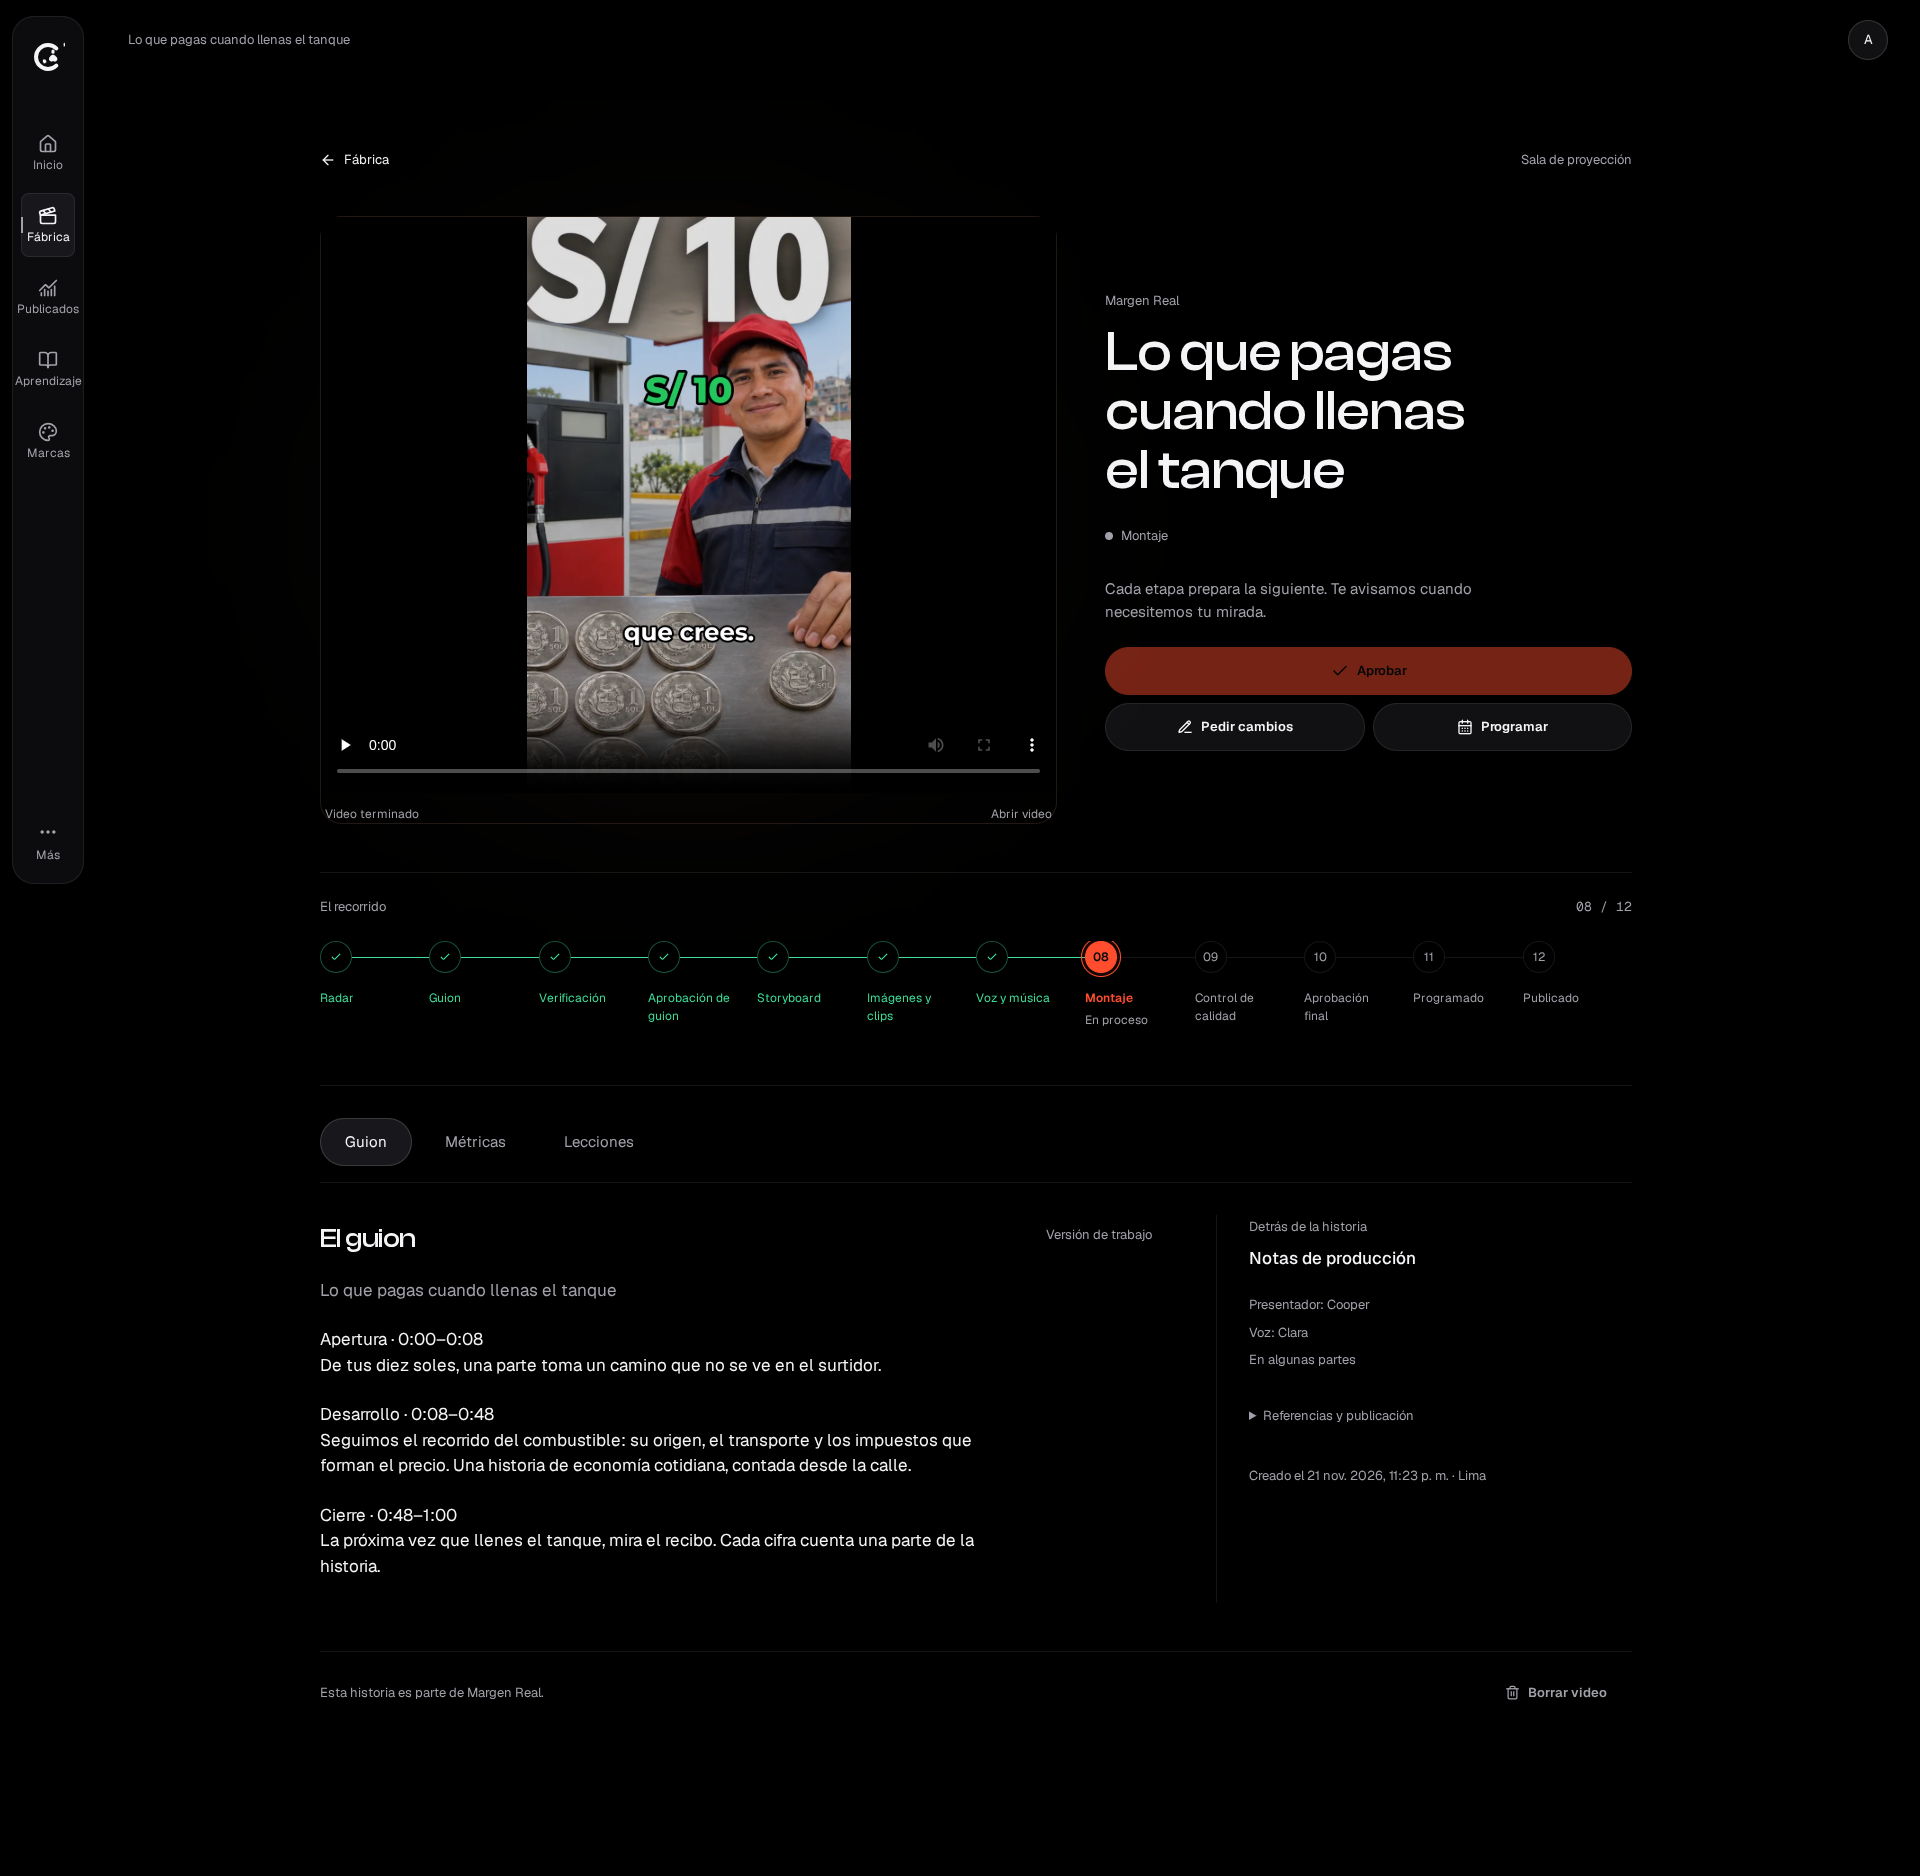 Lo que pagas cuando llenas el tanque
A
Inicio
Fábrica
Publicados
Aprendizaje
Marcas
Más
Fábrica
Sala de proyección
S/ 10
S/ 10
que crees.
0:00
Video terminado
Abrir video
Margen Real
Lo que pagas
cuando llenas
el tanque
Montaje
Cada etapa prepara la siguiente. Te avisamos cuando
necesitemos tu mirada.
Aprobar
Pedir cambios
Programar
El recorrido
08 / 12
Radar
Guion
Verificación
Aprobación de
guion
Storyboard
Imágenes y
clips
Voz y música
08
Montaje
En proceso
09
Control de
calidad
10
Aprobación
final
11
Programado
12
Publicado
Guion
Métricas
Lecciones
El guion
Versión de trabajo
Lo que pagas cuando llenas el tanque
Apertura · 0:00–0:08
De tus diez soles, una parte toma un camino que no se ve en el surtidor.
Desarrollo · 0:08–0:48
Seguimos el recorrido del combustible: su origen, el transporte y los impuestos que
forman el precio. Una historia de economía cotidiana, contada desde la calle.
Cierre · 0:48–1:00
La próxima vez que llenes el tanque, mira el recibo. Cada cifra cuenta una parte de la
historia.
Detrás de la historia
Notas de producción
Presentador: Cooper
Voz: Clara
En algunas partes
Referencias y publicación
Creado el 21 nov. 2026, 11:23 p. m. · Lima
Esta historia es parte de Margen Real.
Borrar video